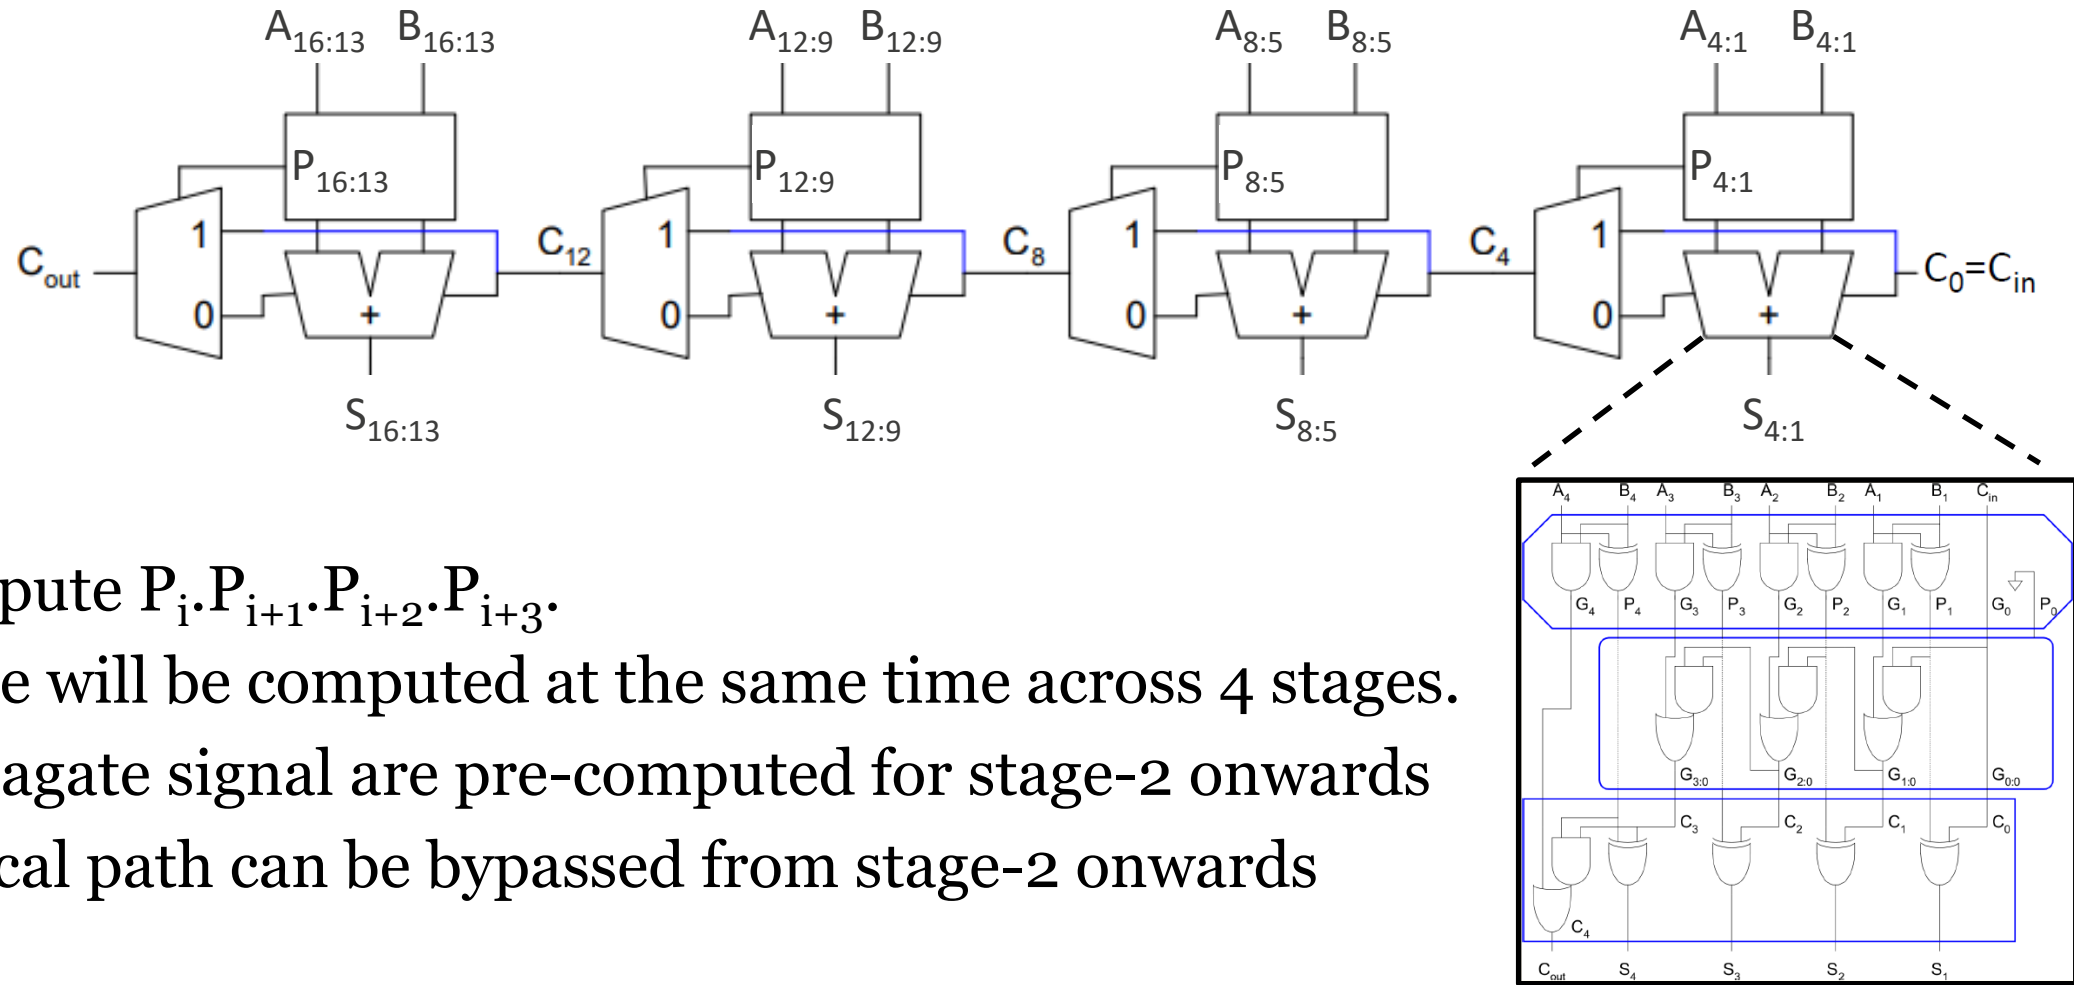 A16:13 B16:13 A12:9 B12:9 A8:5 B8:5 A4:1 B4:1
P16:13 P12:9 P8:5 P4:1
1 1 1 1
Cout C12 C8 C4 C0=Cin
0 + 0 + 0 + 0 +
S16:13 S12:9 S8:5 S4:1
A4 B4 A3 B3 A2 B2 A1 B1 Cin
G4 P4 G3 P3 G2 P2 G1 P1 G0 P0
G3:0 G2:0 G1:0 G0:0
C3 C2 C1 C0
C4
Cout S4 S3 S2 S1
pute Pi.Pi+1.Pi+2.Pi+3.
e will be computed at the same time across 4 stages.
agate signal are pre-computed for stage-2 onwards
cal path can be bypassed from stage-2 onwards